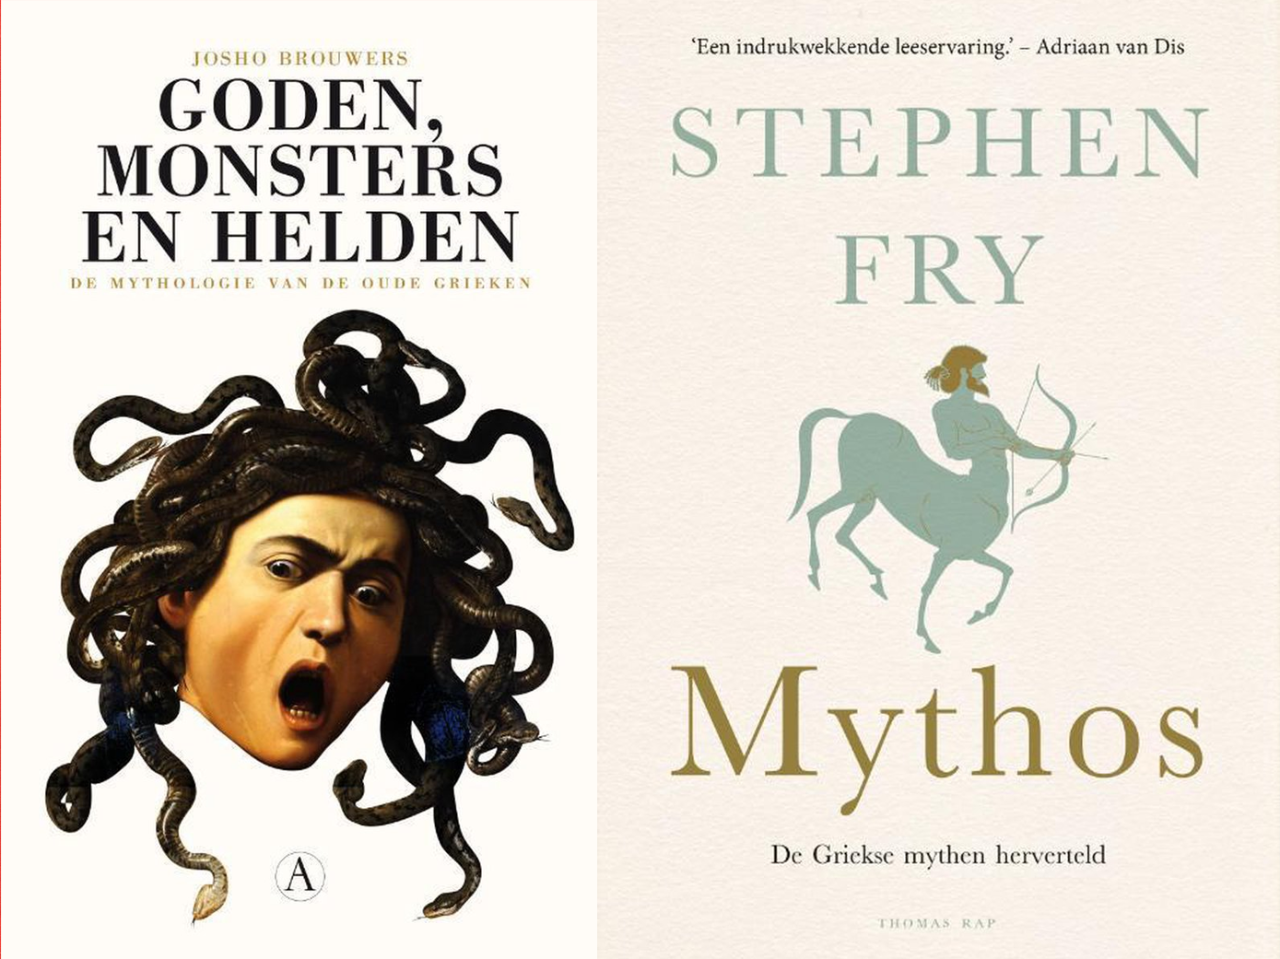 JOSHO BROUWERS
GODEN,
MONSTERS
EN HELDEN
DE MYTHOLOGIE VAN DE OUDE GRIEKEN
A
‘Een indrukwekkende leeservaring.’ – Adriaan van Dis
STEPHEN
FRY
Mythos
De Griekse mythen herverteld
THOMAS RAP